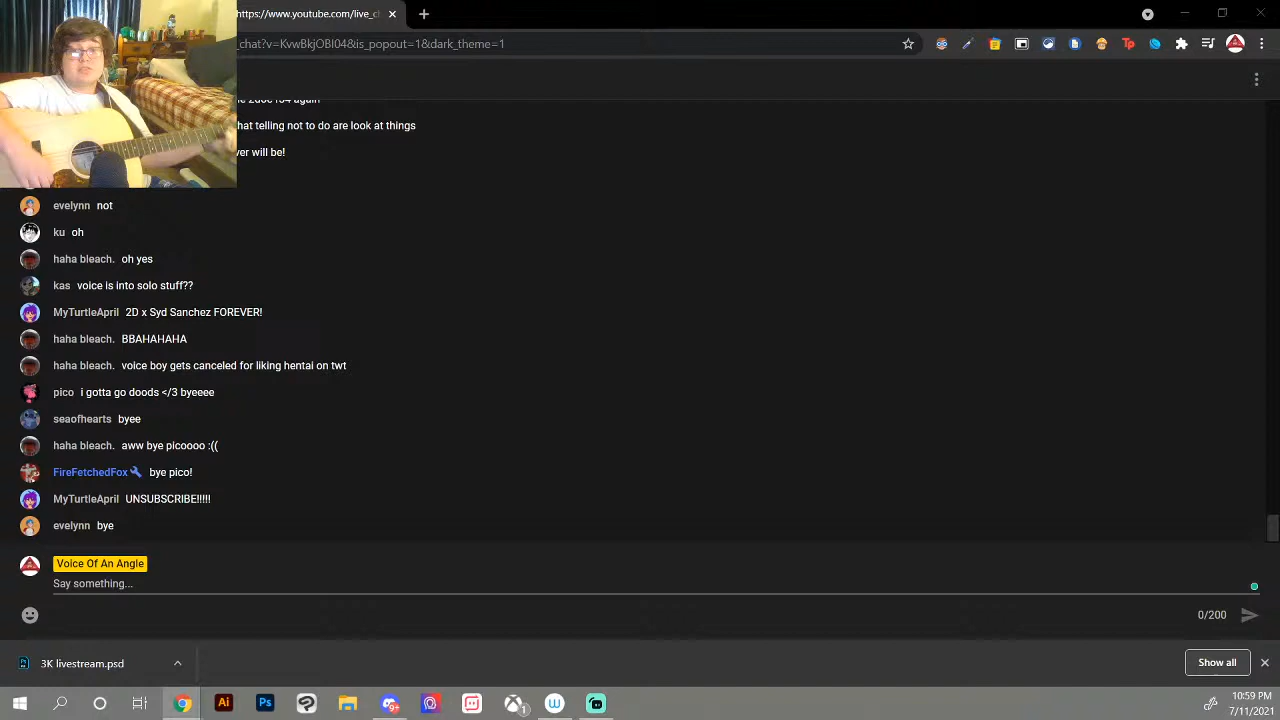 https://www.youtube.com/live_cl
_chat?v=KvwBkjOBI04&is_popout=1&dark_theme=1
again
hat telling not to do are look at things
ver will be!
evelynn not
ku oh
haha bleach. oh yes
kas voice is into solo stuff??
MyTurtleApril 2D x Syd Sanchez FOREVER!
haha bleach. BBAHAHAHA
haha bleach. voice boy gets canceled for liking hentai on twt
pico i gotta go doods </3 byeeee
seaofhearts byee
haha bleach. aww bye picoooo :((
FireFetchedFox bye pico!
MyTurtleApril UNSUBSCRIBE!!!!!
evelynn bye
Voice Of An Angle
Say something...
0/200
3K livestream.psd
Show all
10:59 PM
7/11/2021